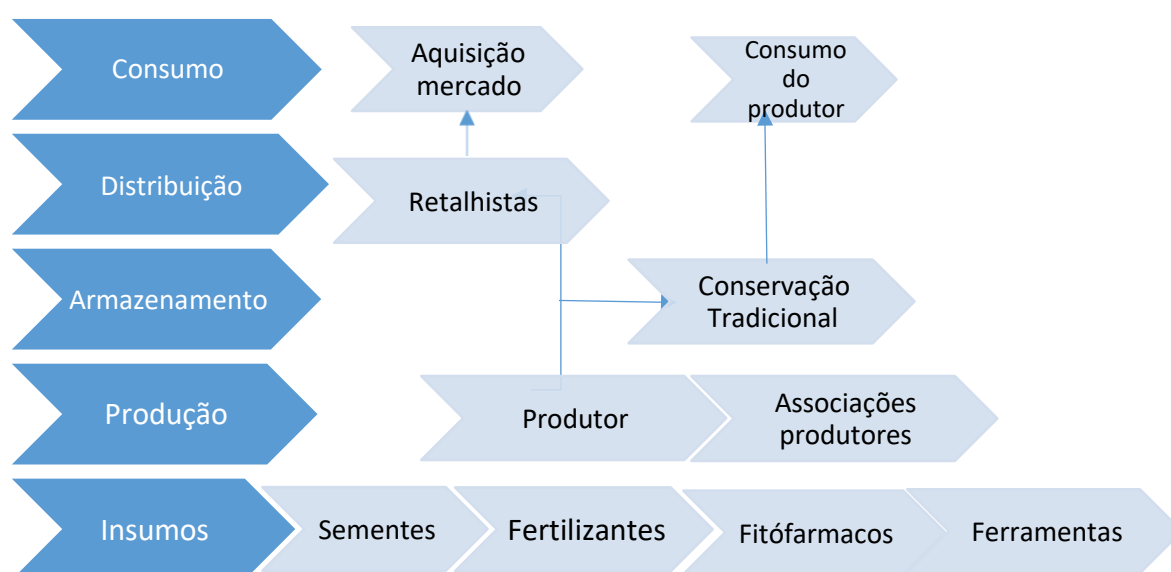 Consumo
Aquisição
mercado
Consumo
do
produtor
Distribuição
Retalhistas
Armazenamento
Conservação
Tradicional
Produção
Produtor
Associações
produtores
Insumos
Sementes
Fertilizantes
Fitófarmacos
Ferramentas